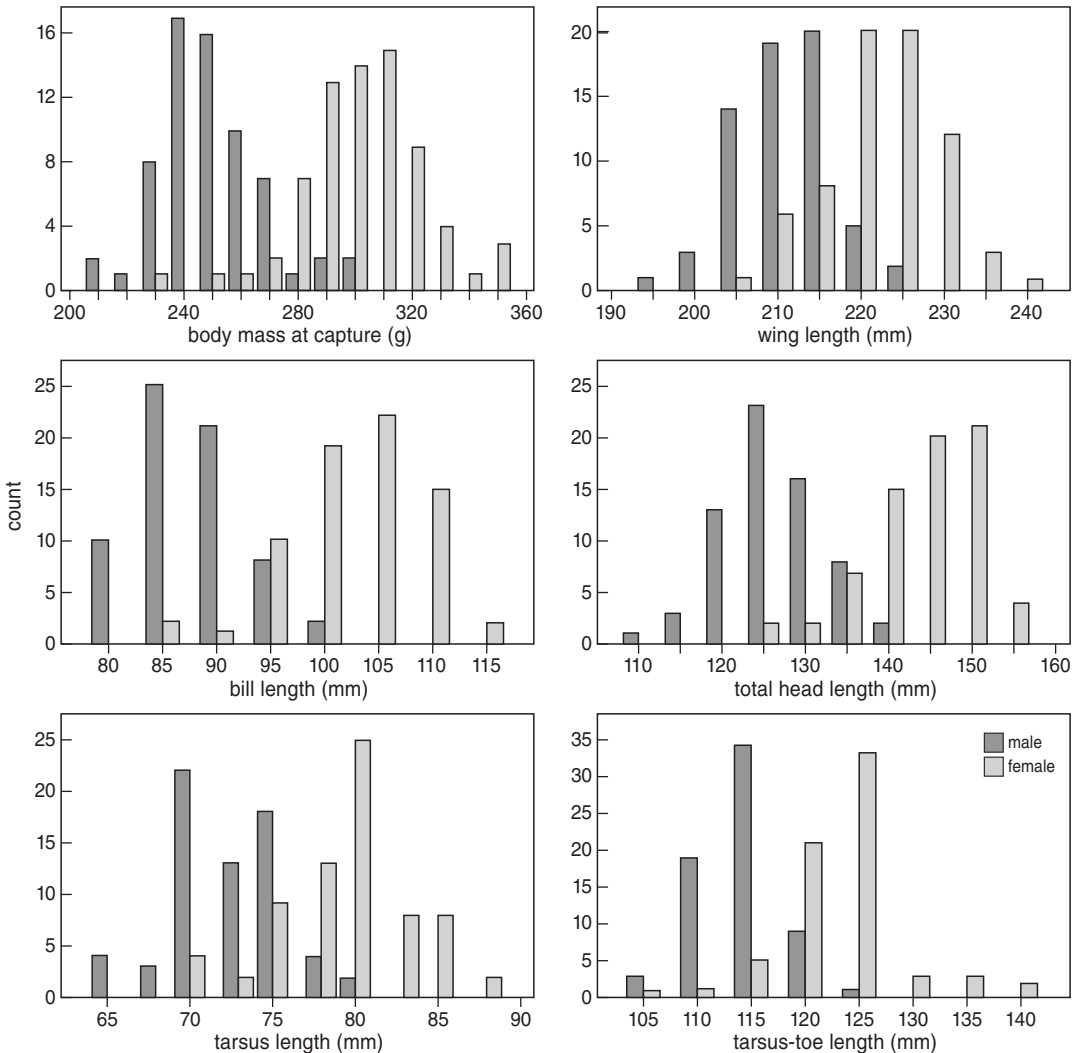 16
12
8
4
0
200 240 280 320 360
body mass at capture (g)
20
15
10
5
0
190 200 210 220 230 240
wing length (mm)
25
20
15
10
5
0
80 85 90 95 100 105 110 115
bill length (mm)
count
25
20
15
10
5
0
110 120 130 140 150 160
total head length (mm)
25
20
15
10
5
0
65 70 75 80 85 90
tarsus length (mm)
35
30
25
20
15
10
5
0
105 110 115 120 125 130 135 140
tarsus-toe length (mm)
male
female